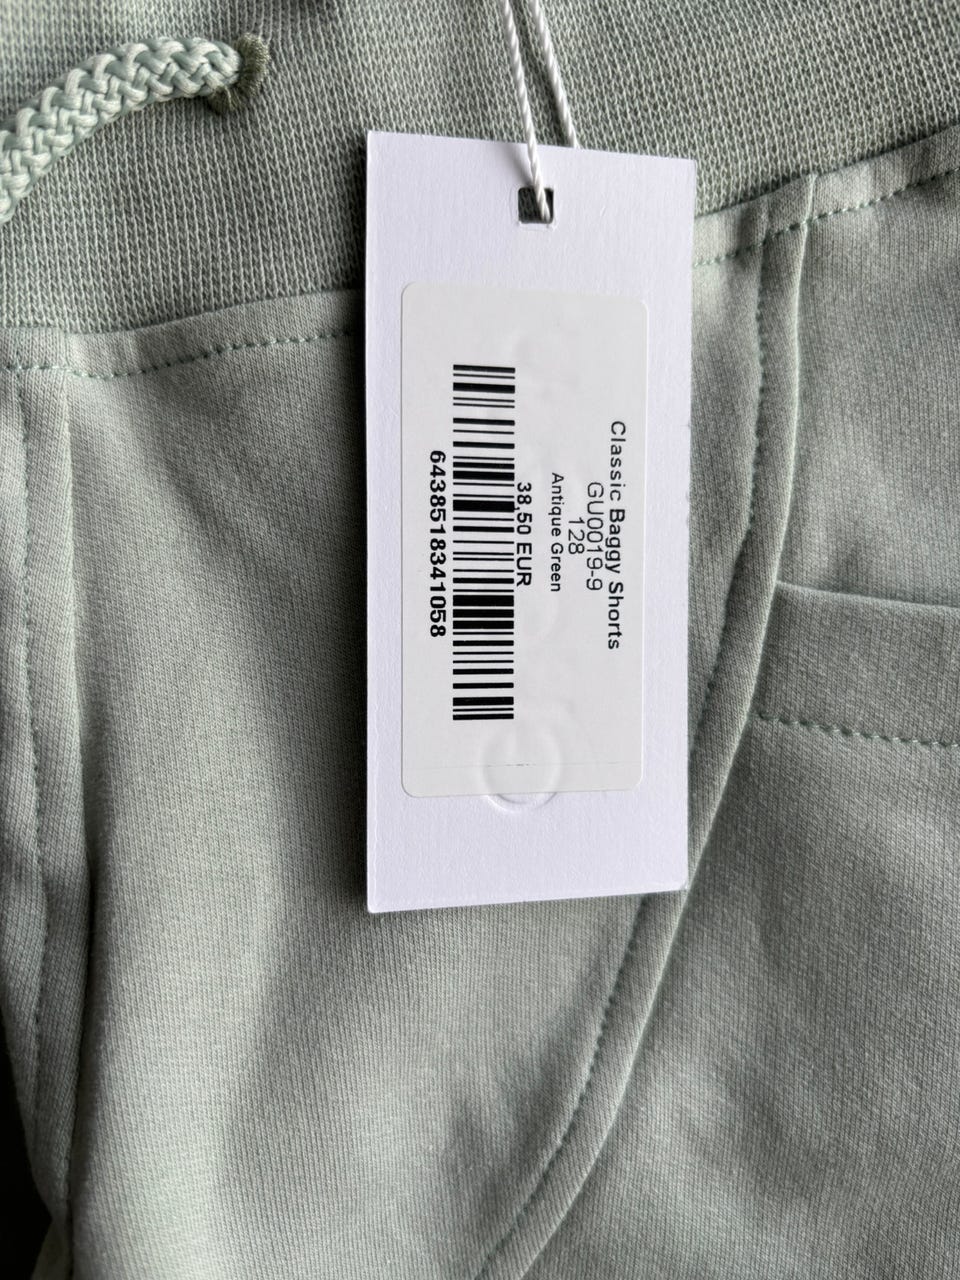 Classic Baggy Shorts
GU0019-9
128
Antique Green
38,50 EUR
6438518341058